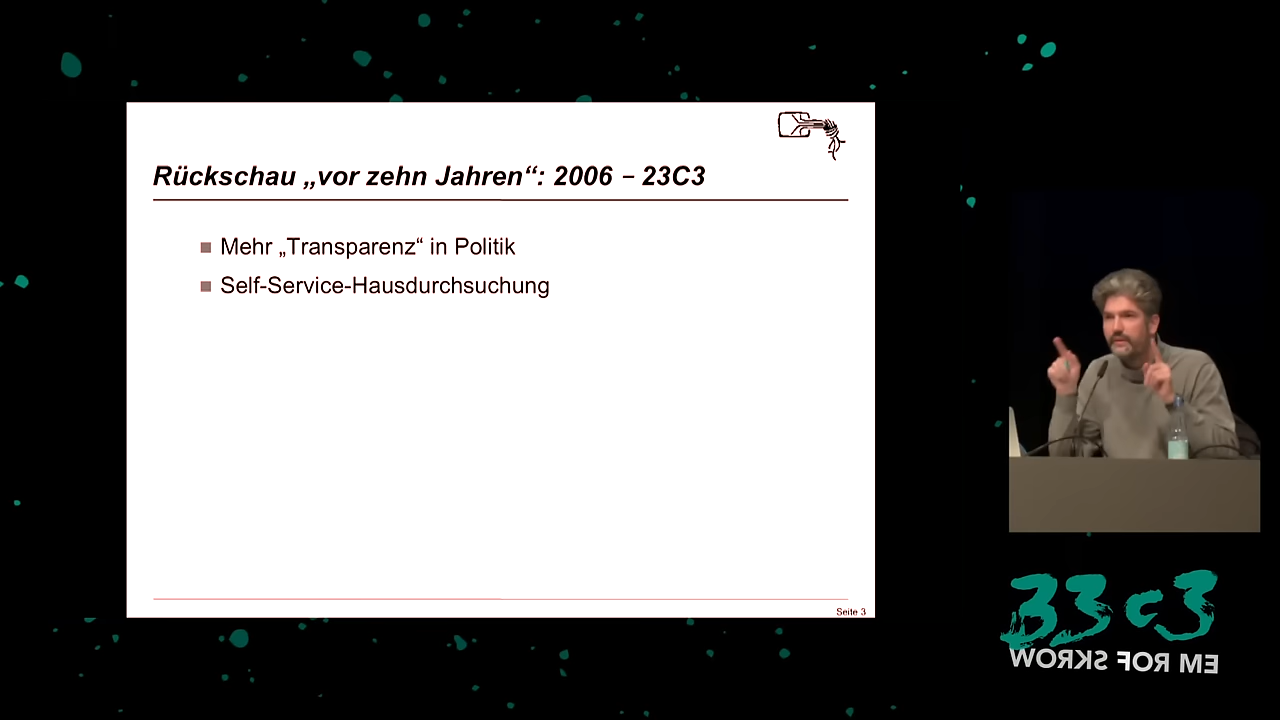 Rückschau „vor zehn Jahren“: 2006 – 23C3
Mehr „Transparenz“ in Politik
Self-Service-Hausdurchsuchung
Seite 3
33c3
WORKS FOR ME